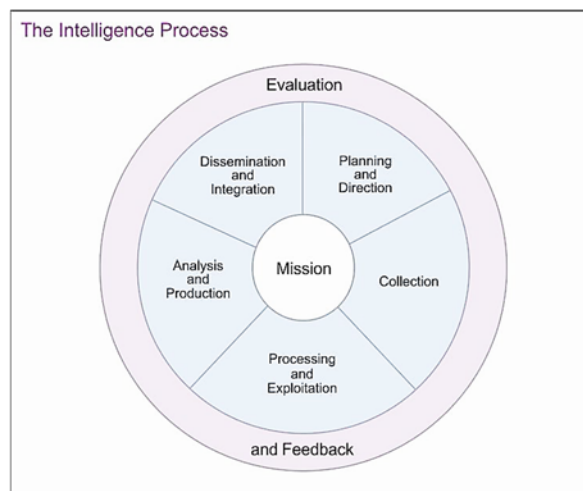 The Intelligence Process
Evaluation
Planning
and
Direction
Collection
Processing
and
Exploitation
Analysis
and
Production
Dissemination
and
Integration
Mission
and Feedback